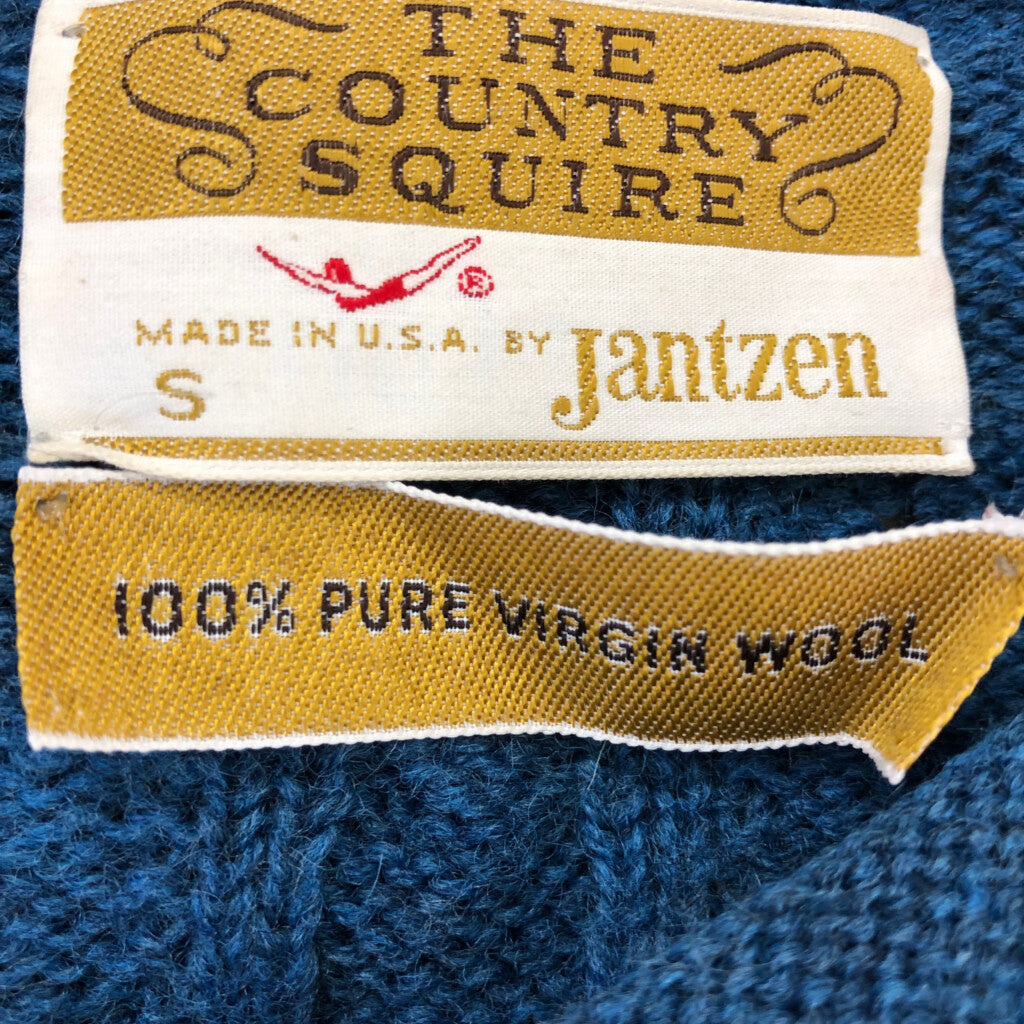 THE
COUNTRY
SQUIRE
®
MADE IN U.S.A. BY Jantzen
S
100% PURE VIRGIN WOOL